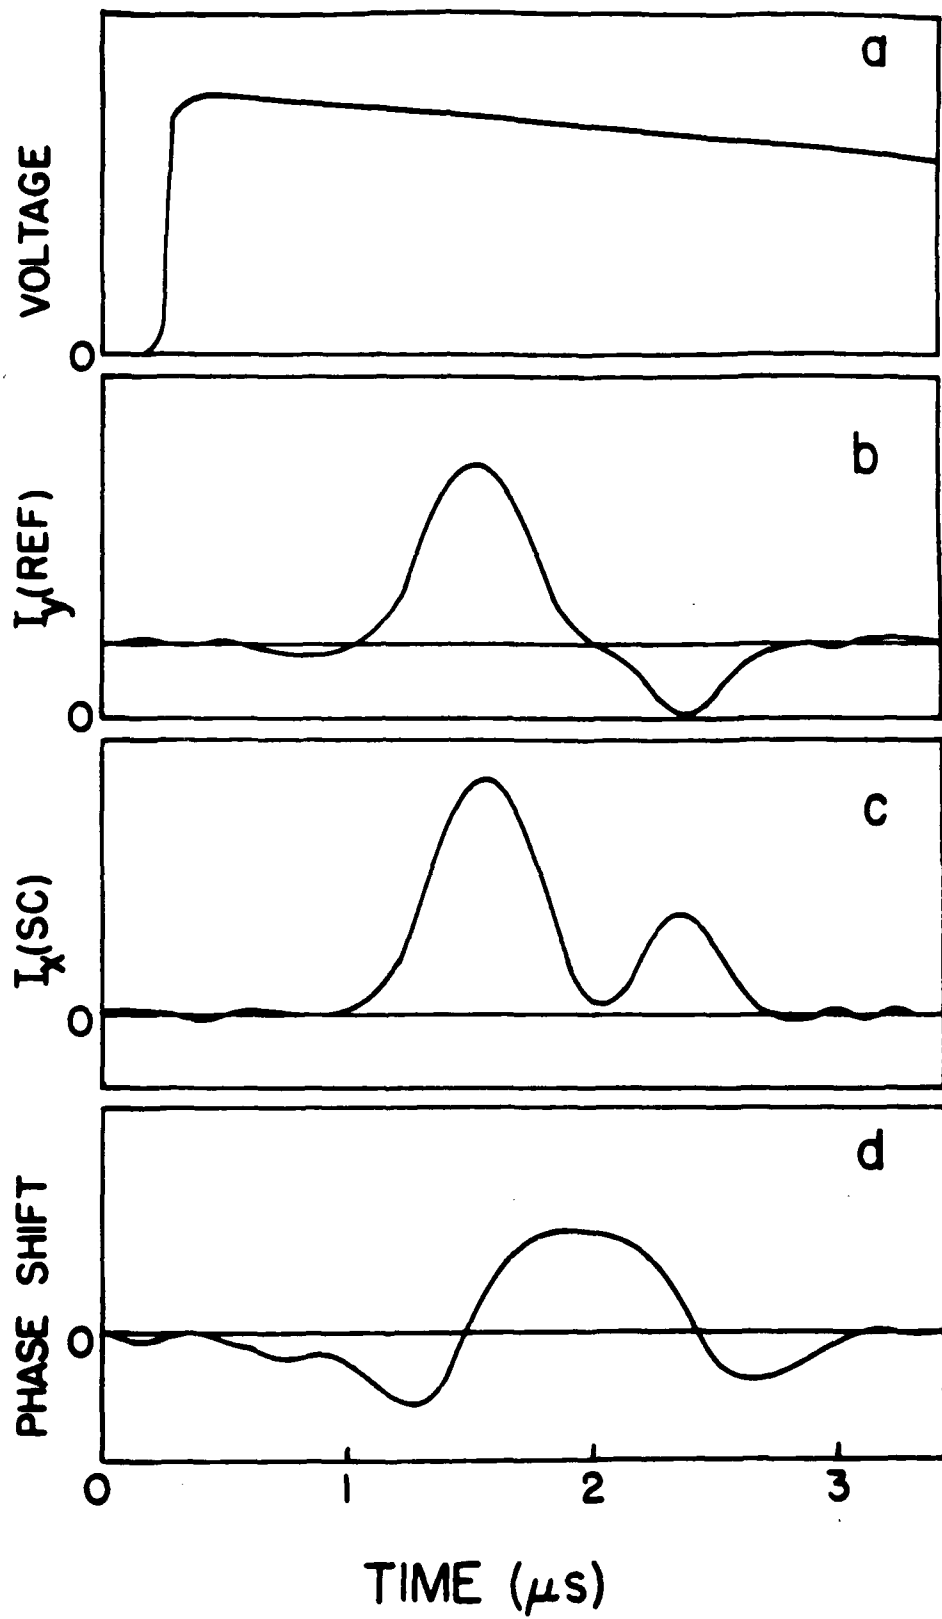 a
VOLTAGE
0
b
Iy(REF)
0
c
Ix(SC)
0
d
PHASE SHIFT
0
0 1 2 3
TIME (μs)